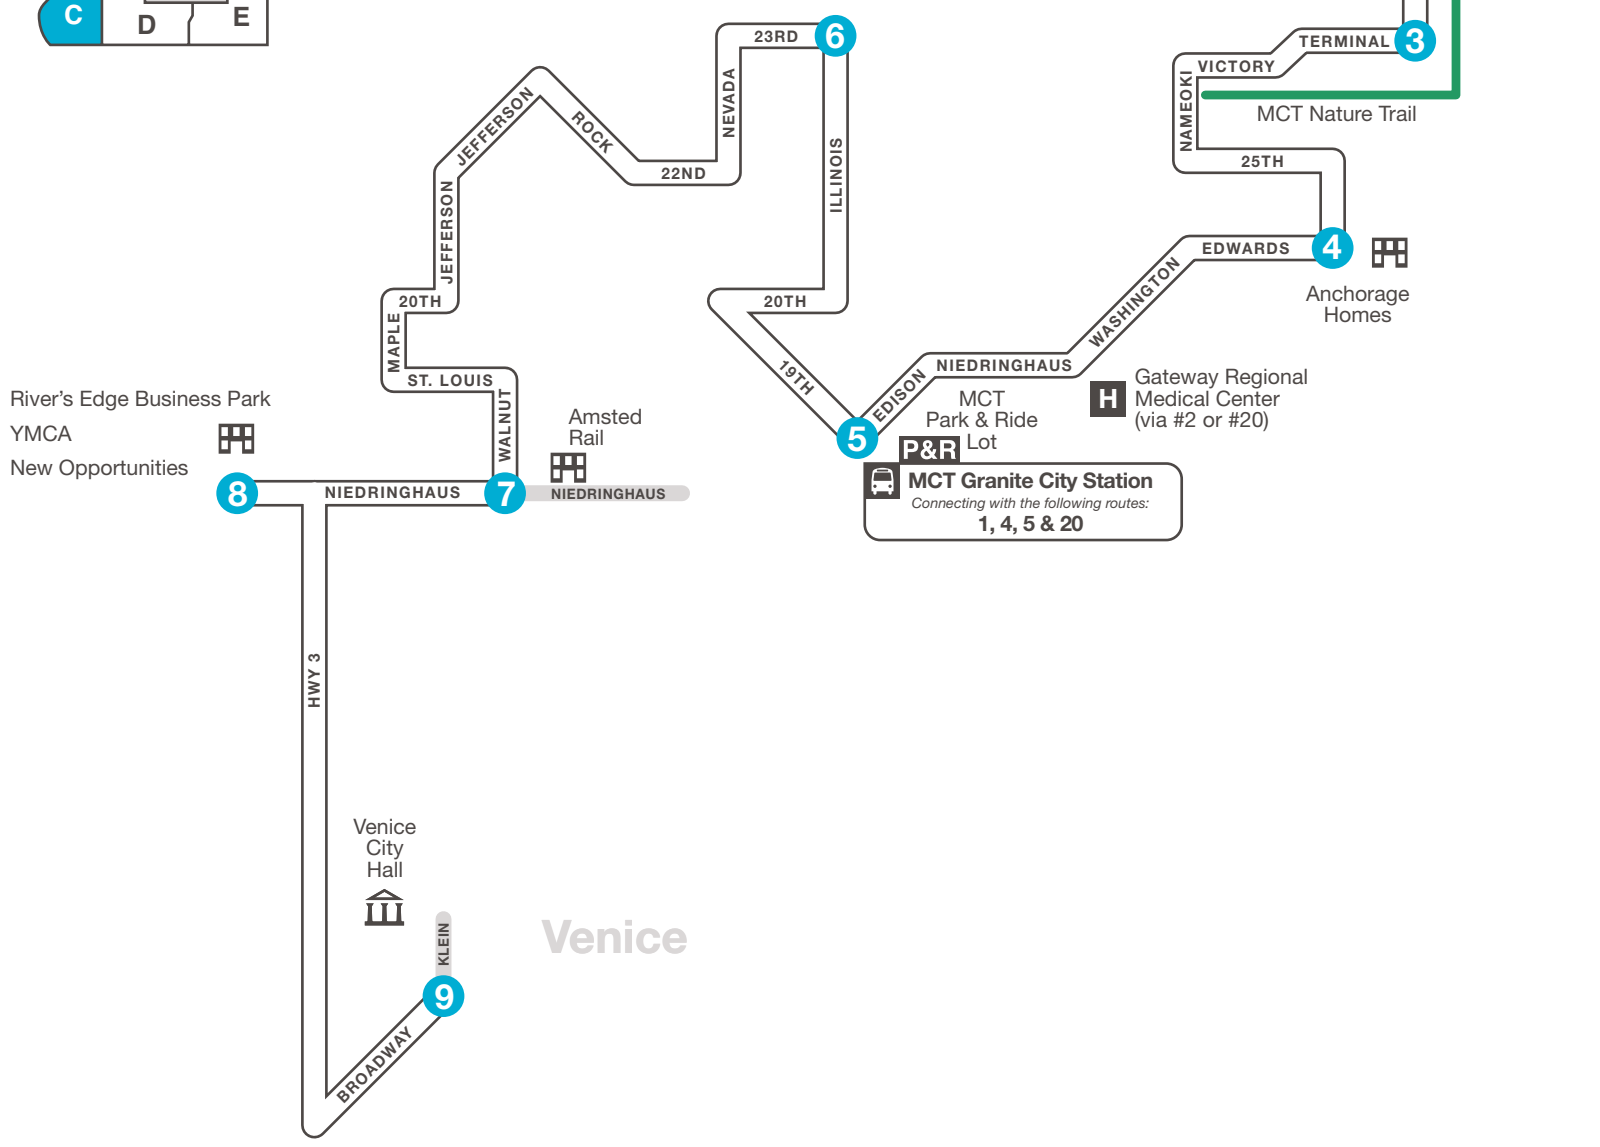 C
D
E
23RD
6
TERMINAL
3
VICTORY
NAMEOKI
MCT Nature Trail
25TH
JEFFERSON
ROCK
NEVADA
22ND
ILLINOIS
JEFFERSON
EDWARDS
4
Anchorage
Homes
WASHINGTON
20TH
20TH
MAPLE
ST. LOUIS
19TH
EDISON
NIEDRINGHAUS
MCT
Park & Ride
Lot
P&R
H
Gateway Regional
Medical Center
(via #2 or #20)
River's Edge Business Park
YMCA
New Opportunities
WALNUT
Amsted
Rail
5
8
NIEDRINGHAUS
7
NIEDRINGHAUS
MCT Granite City Station
Connecting with the following routes:
1, 4, 5 & 20
HWY 3
Venice
City
Hall
KLEIN
Venice
9
BROADWAY